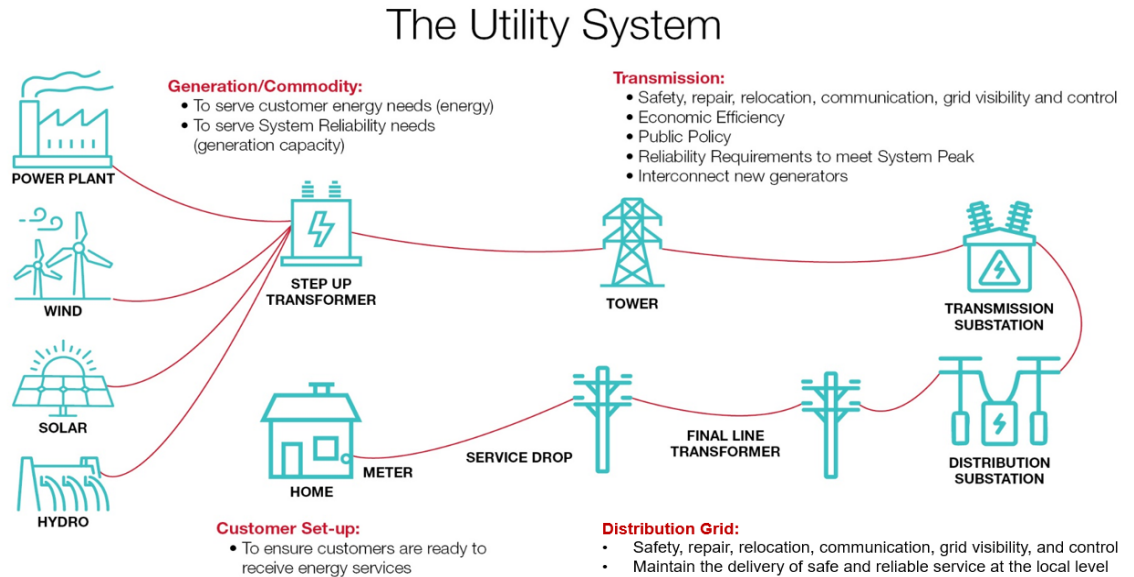 The Utility System
Generation/Commodity:
• To serve customer energy needs (energy)
• To serve System Reliability needs
(generation capacity)
Transmission:
• Safety, repair, relocation, communication, grid visibility and control
• Economic Efficiency
• Public Policy
• Reliability Requirements to meet System Peak
• Interconnect new generators
POWER PLANT
WIND
SOLAR
HYDRO
STEP UP
TRANSFORMER
TOWER
TRANSMISSION
SUBSTATION
DISTRIBUTION
SUBSTATION
FINAL LINE
TRANSFORMER
SERVICE DROP
METER
HOME
Customer Set-up:
• To ensure customers are ready to
receive energy services
Distribution Grid:
• Safety, repair, relocation, communication, grid visibility, and control
• Maintain the delivery of safe and reliable service at the local level